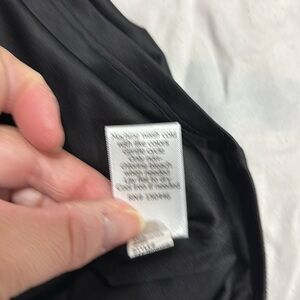 Machine wash cold
with like colors
Gentle cycle
Only non-
chlorine bleach
when needed
Lay flat to dry
Cool iron if needed